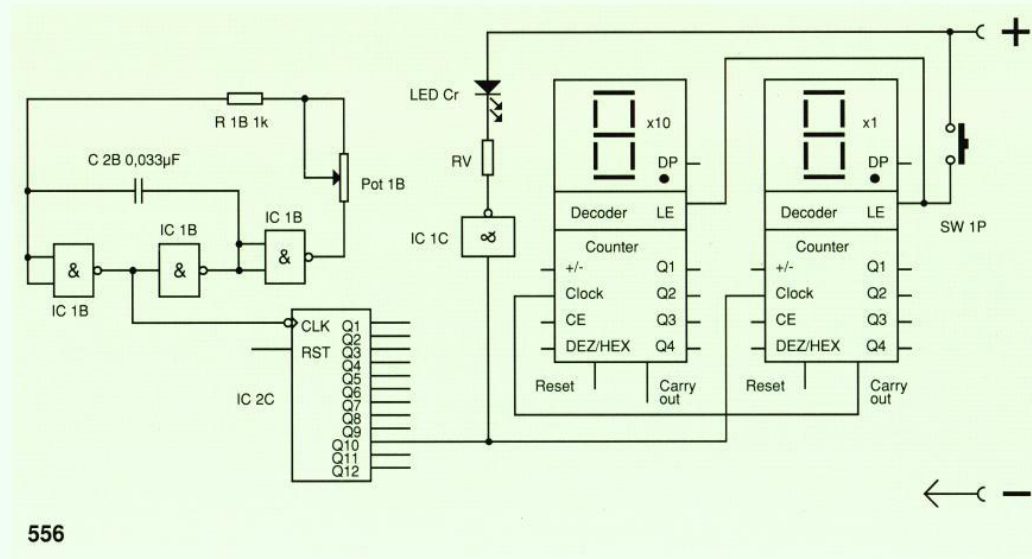 +
LED Cr
R 1B 1k
x10
x1
C 2B 0,033µF
RV
DP
DP
Pot 1B
IC 1B
IC 1B
Decoder LE
Decoder LE
SW 1P
IC 1C
&
&
&
Counter
Counter
IC 1B
+/- Q1
+/- Q1
Clock Q2
Clock Q2
CE Q3
CE Q3
DEZ/HEX Q4
DEZ/HEX Q4
CLK Q1
Q2
RST Q3
Q4
Q5
Q6
Q7
Q8
Q9
Q10
Q11
Q12
IC 2C
Reset
Carry
out
Reset
Carry
out
−
556